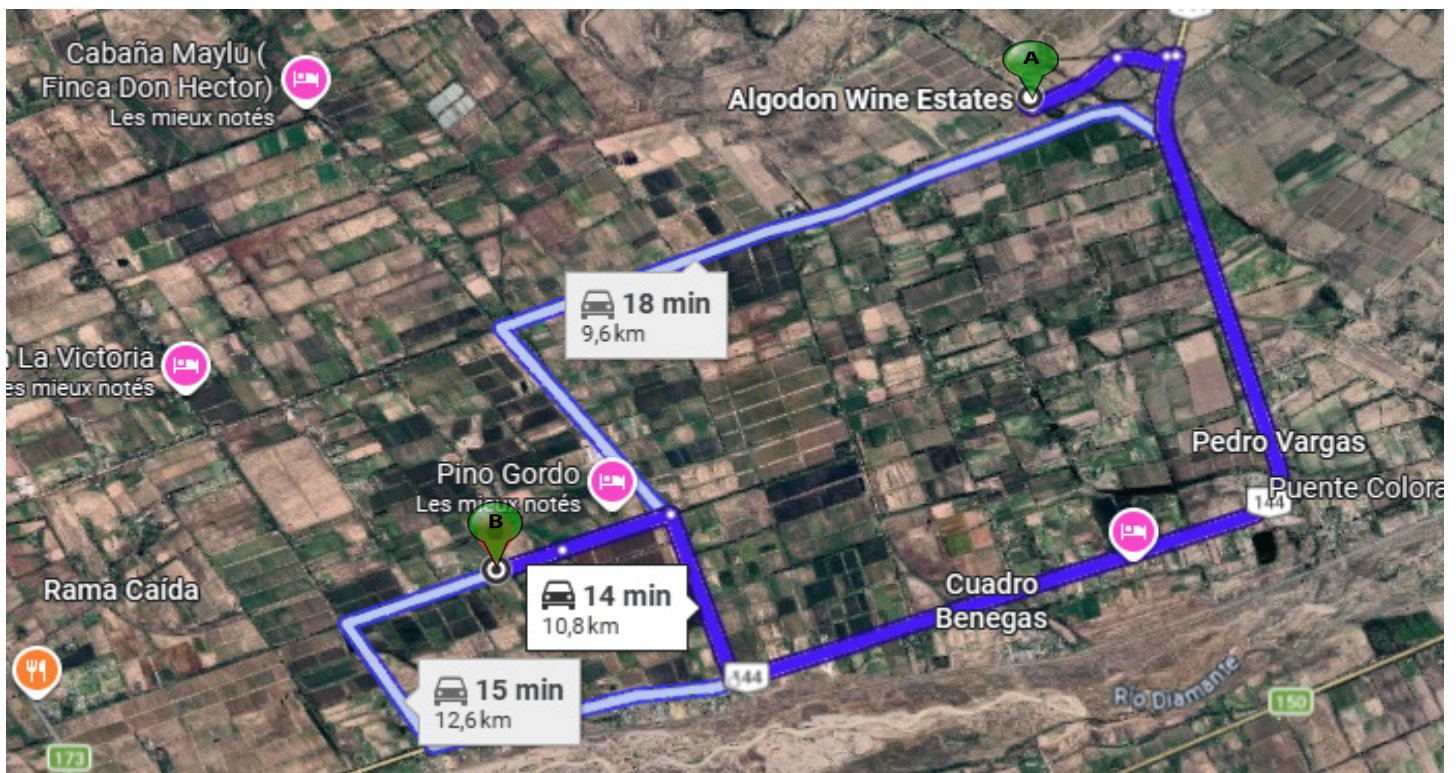 Cabaña Maylu (
Finca Don Hector)
Les mieux notés
A
Algodon Wine Estates
18 min
9,6 km
La Victoria
es mieux notés
Pedro Vargas
Puente Colora
144
Pino Gordo
Les mieux notés
B
Rama Caída
14 min
10,8 km
Cuadro
Benegas
144
15 min
12,6 km
Río Diamante
150
173